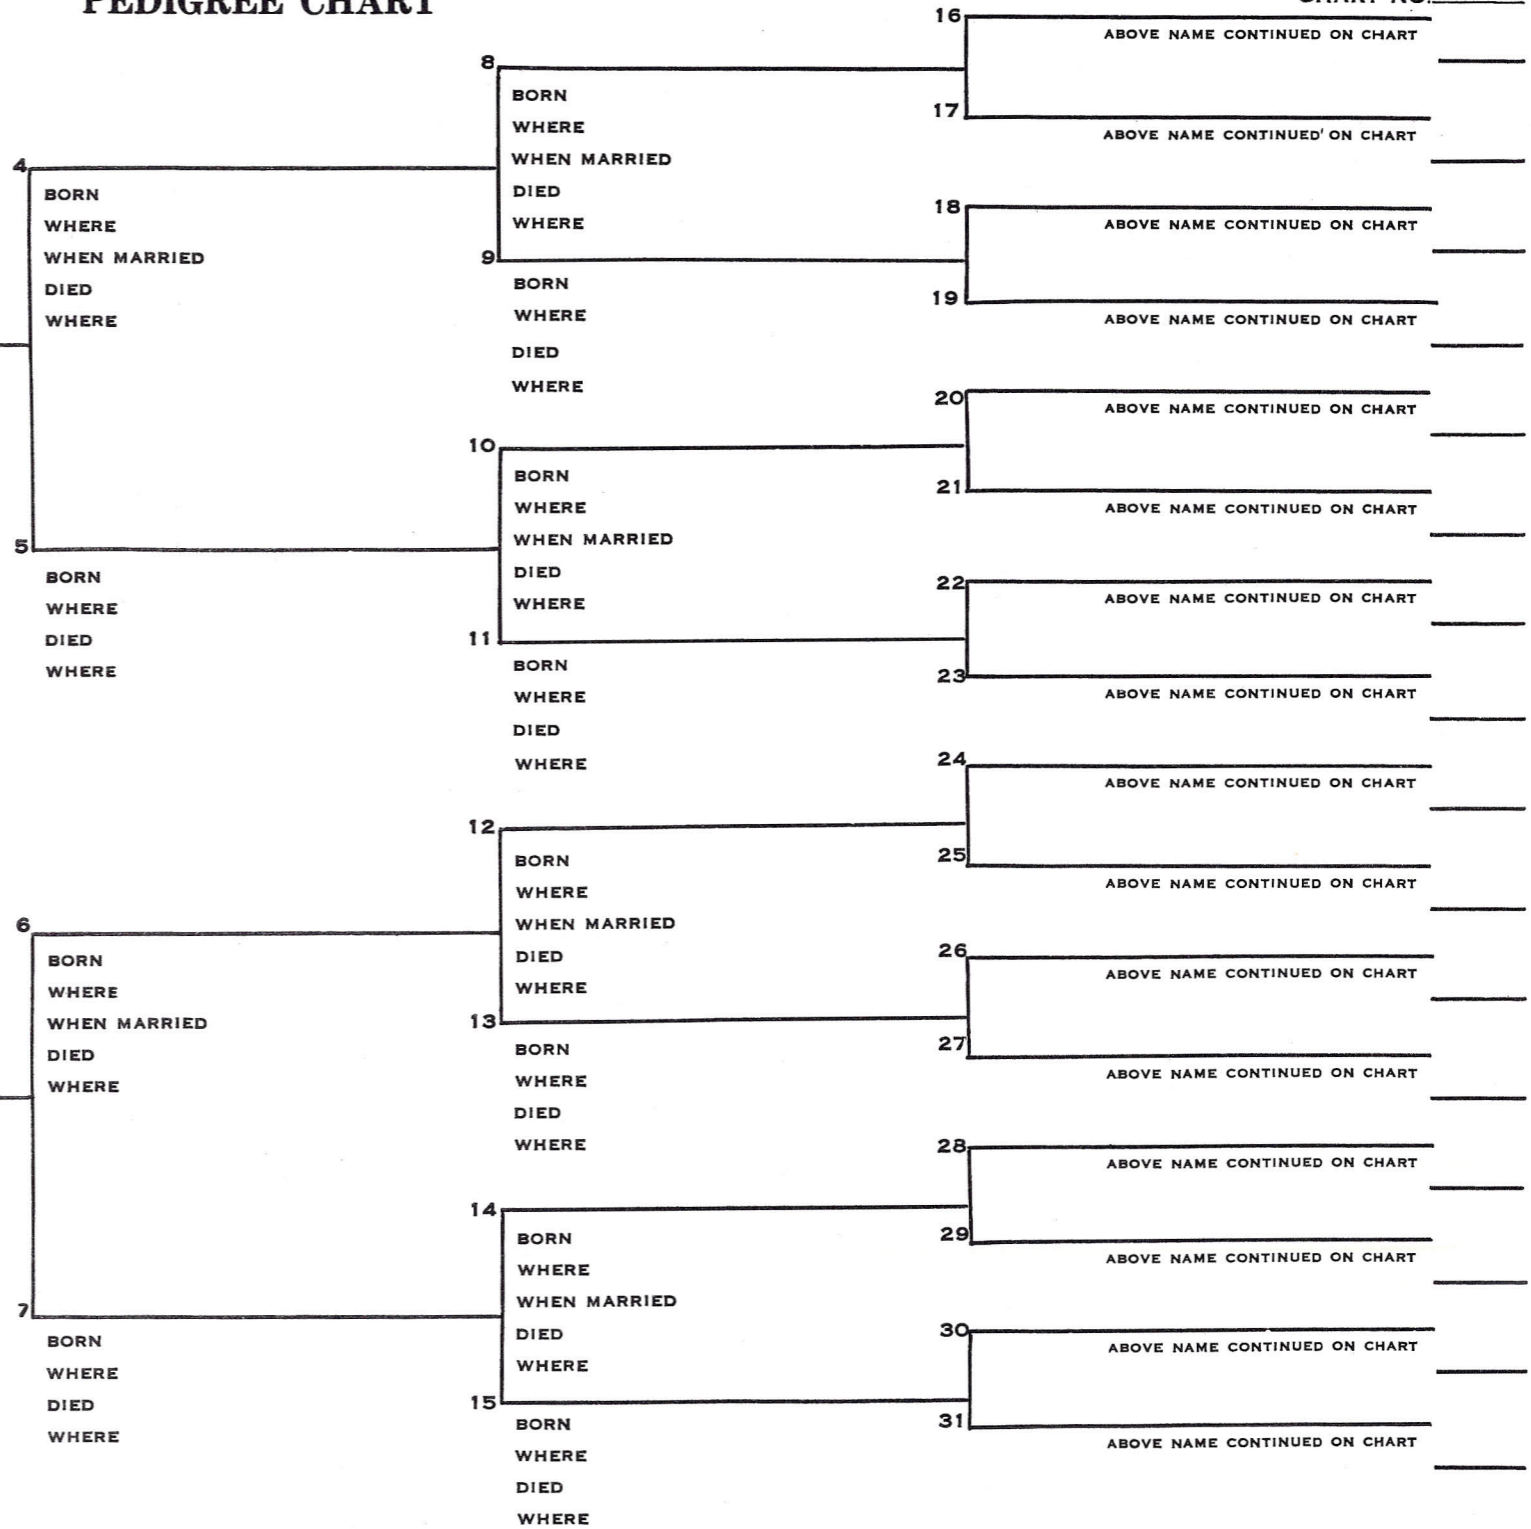 PEDIGREE CHART
CHART NO.
16
ABOVE NAME CONTINUED ON CHART
8
BORN
WHERE
WHEN MARRIED
DIED
WHERE
17
ABOVE NAME CONTINUED ON CHART
4
BORN
WHERE
WHEN MARRIED
DIED
WHERE
18
ABOVE NAME CONTINUED ON CHART
9
BORN
WHERE
DIED
WHERE
19
ABOVE NAME CONTINUED ON CHART
20
ABOVE NAME CONTINUED ON CHART
10
BORN
WHERE
WHEN MARRIED
DIED
WHERE
21
ABOVE NAME CONTINUED ON CHART
5
BORN
WHERE
DIED
WHERE
22
ABOVE NAME CONTINUED ON CHART
11
BORN
WHERE
DIED
WHERE
23
ABOVE NAME CONTINUED ON CHART
24
ABOVE NAME CONTINUED ON CHART
12
BORN
WHERE
WHEN MARRIED
DIED
WHERE
25
ABOVE NAME CONTINUED ON CHART
6
BORN
WHERE
WHEN MARRIED
DIED
WHERE
26
ABOVE NAME CONTINUED ON CHART
13
BORN
WHERE
DIED
WHERE
27
ABOVE NAME CONTINUED ON CHART
28
ABOVE NAME CONTINUED ON CHART
14
BORN
WHERE
WHEN MARRIED
DIED
WHERE
29
ABOVE NAME CONTINUED ON CHART
7
BORN
WHERE
DIED
WHERE
30
ABOVE NAME CONTINUED ON CHART
15
BORN
WHERE
DIED
WHERE
31
ABOVE NAME CONTINUED ON CHART